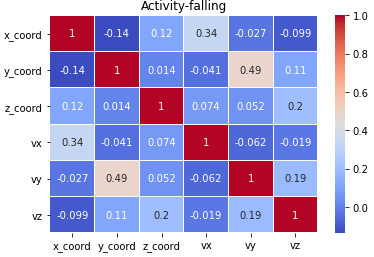 Activity-falling
x_coord 1 -0.14 0.12 0.34 -0.027 -0.099
y_coord -0.14 1 0.014 -0.041 0.49 0.11
z_coord 0.12 0.014 1 0.074 0.052 0.2
vx 0.34 -0.041 0.074 1 -0.062 -0.019
vy -0.027 0.49 0.052 -0.062 1 0.19
vz -0.099 0.11 0.2 -0.019 0.19 1
x_coord y_coord z_coord vx vy vz
1.0
0.8
0.6
0.4
0.2
0.0